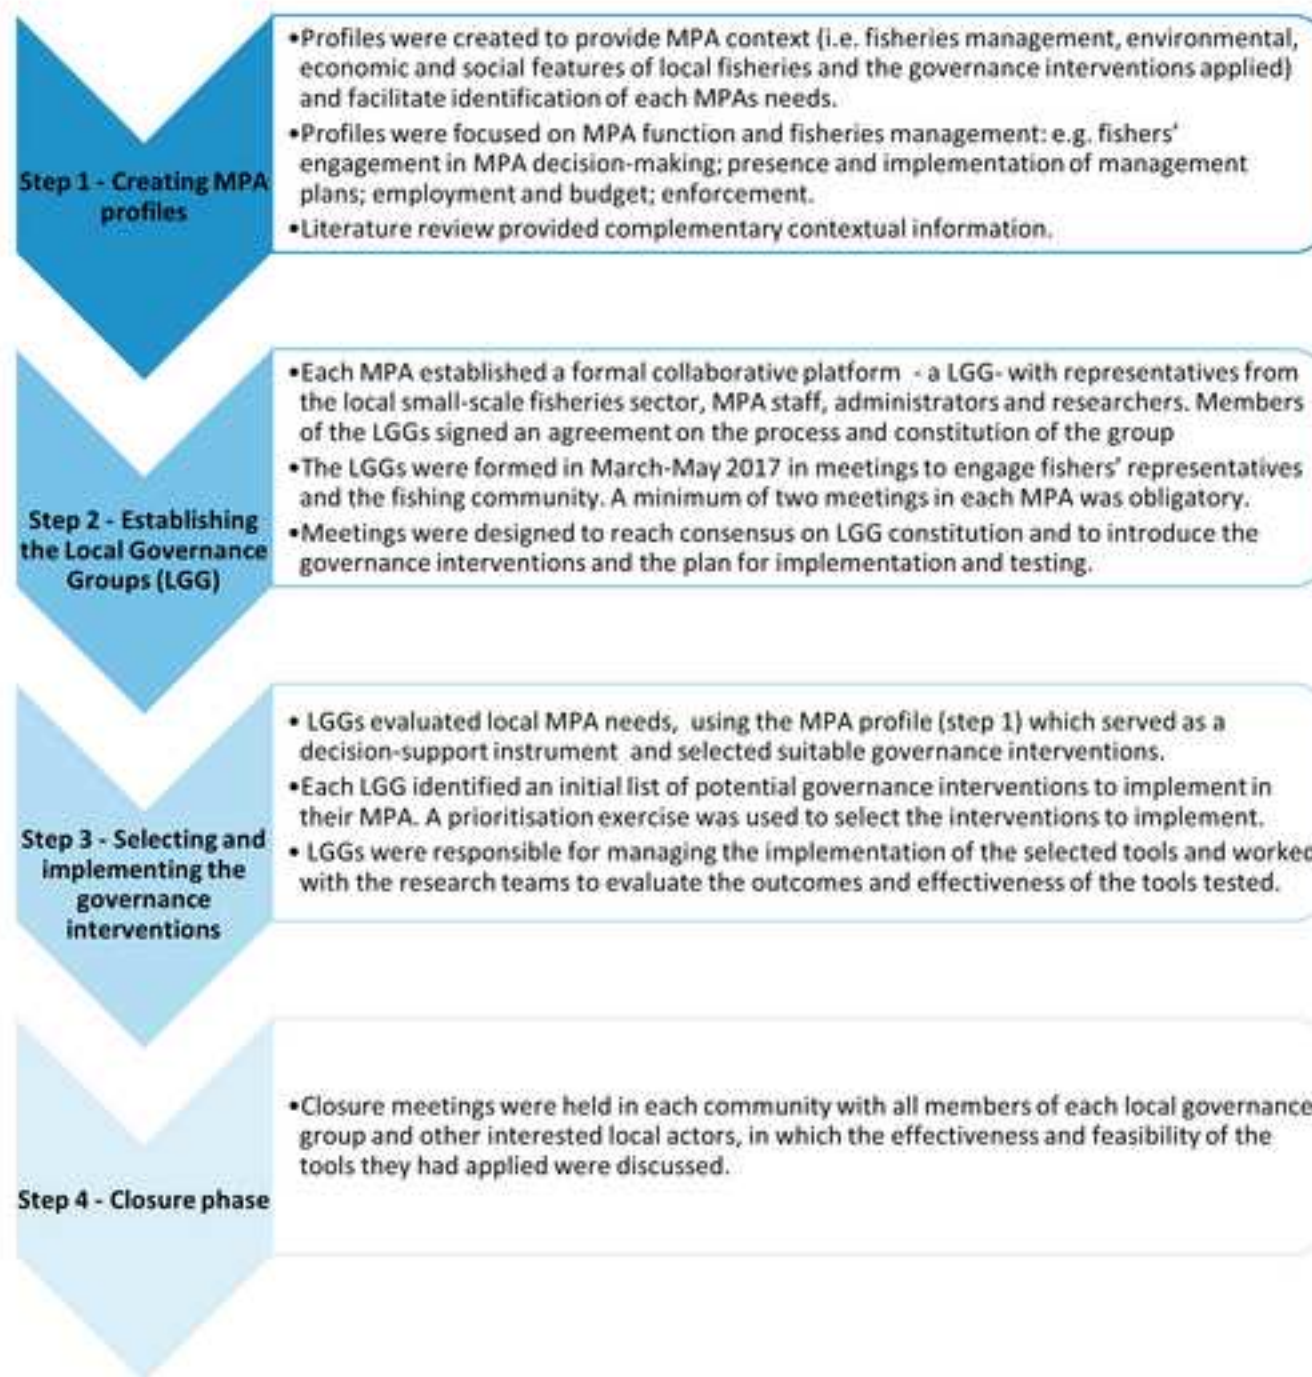 Step 1 - Creating MPA
profiles
•Profiles were created to provide MPA context (i.e. fisheries management, environmental,
economic and social features of local fisheries and the governance interventions applied)
and facilitate identification of each MPAs needs.
•Profiles were focused on MPA function and fisheries management: e.g. fishers'
engagement in MPA decision-making; presence and implementation of management
plans; employment and budget; enforcement.
•Literature review provided complementary contextual information.
Step 2 - Establishing
the Local Governance
Groups (LGG)
•Each MPA established a formal collaborative platform - a LGG- with representatives from
the local small-scale fisheries sector, MPA staff, administrators and researchers. Members
of the LGGs signed an agreement on the process and constitution of the group
•The LGGs were formed in March-May 2017 in meetings to engage fishers' representatives
and the fishing community. A minimum of two meetings in each MPA was obligatory.
•Meetings were designed to reach consensus on LGG constitution and to introduce the
governance interventions and the plan for implementation and testing.
Step 3 - Selecting and
implementing the
governance
interventions
• LGGs evaluated local MPA needs, using the MPA profile (step 1) which served as a
decision-support instrument and selected suitable governance interventions.
•Each LGG identified an initial list of potential governance interventions to implement in
their MPA. A prioritisation exercise was used to select the interventions to implement.
• LGGs were responsible for managing the implementation of the selected tools and worked
with the research teams to evaluate the outcomes and effectiveness of the tools tested.
Step 4 - Closure phase
•Closure meetings were held in each community with all members of each local governance
group and other interested local actors, in which the effectiveness and feasibility of the
tools they had applied were discussed.